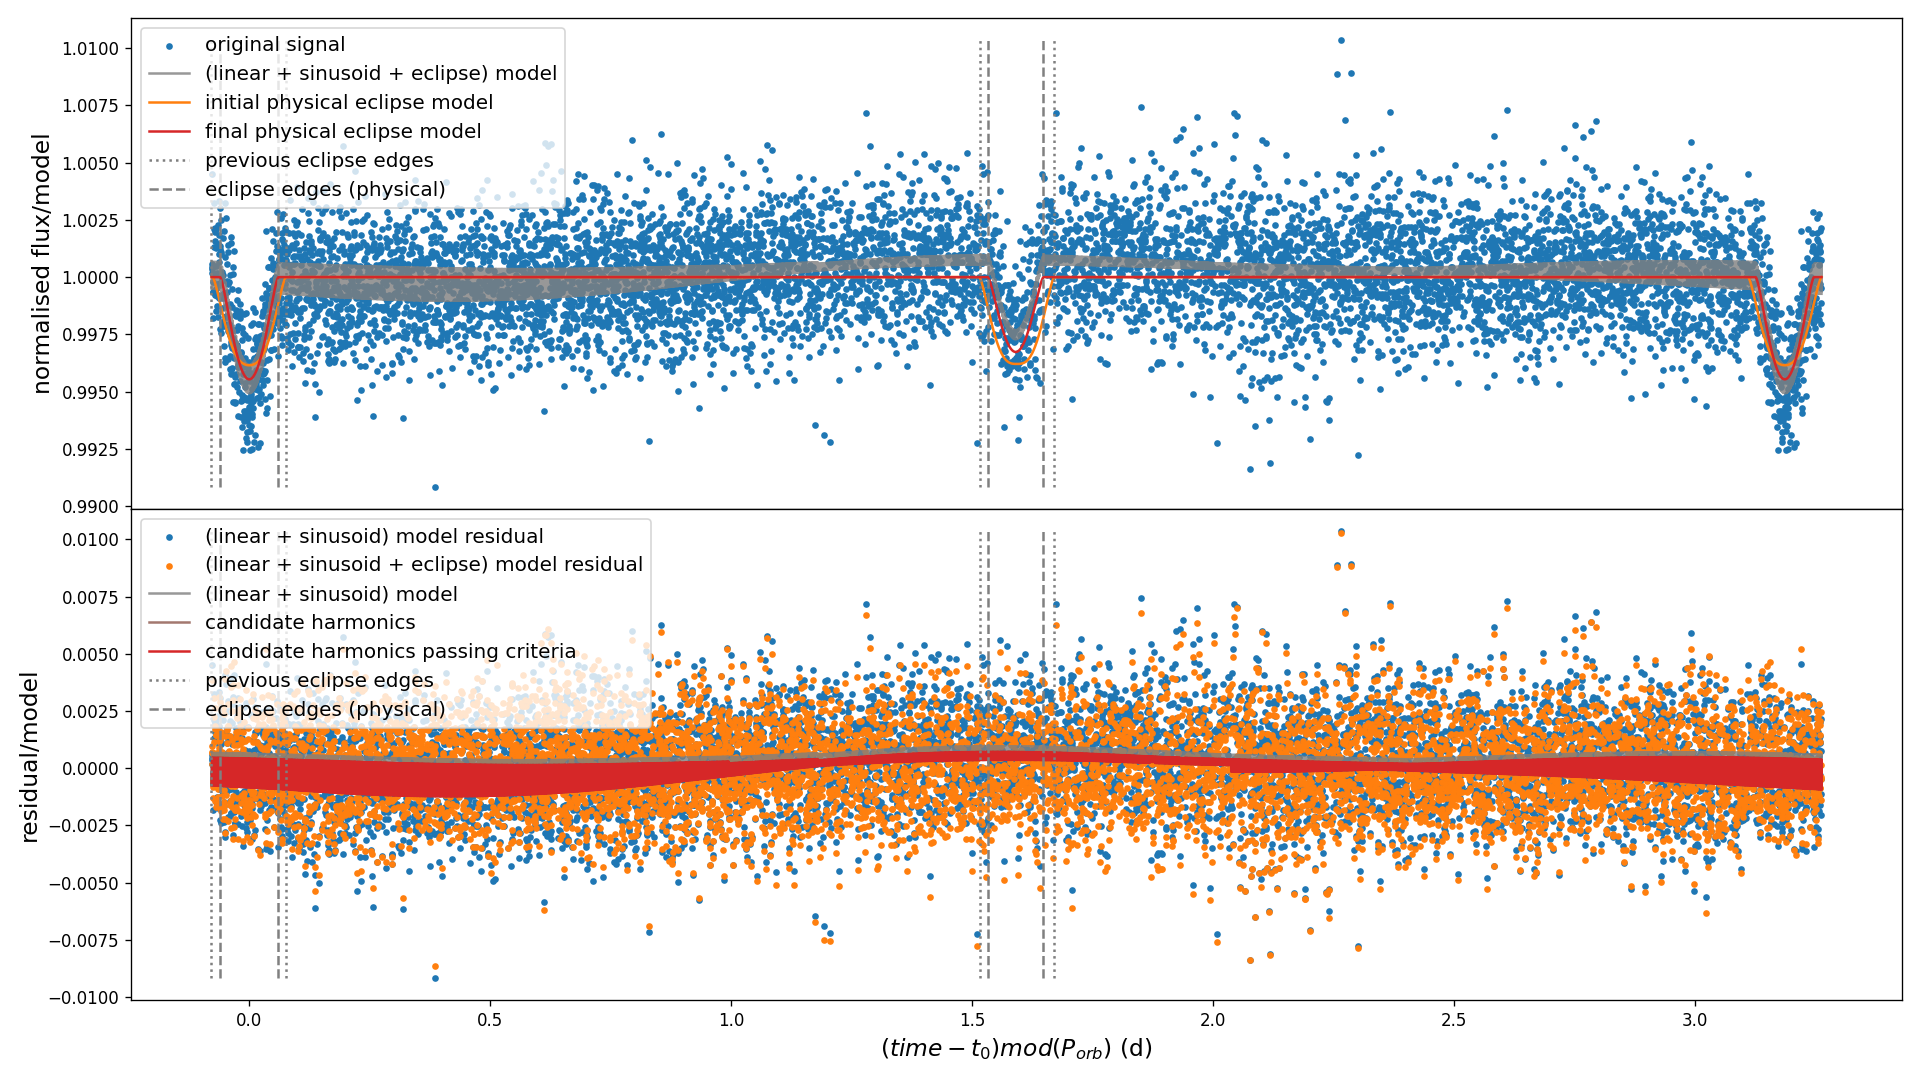 normalised flux/model
1.0100
1.0075
1.0050
1.0025
1.0000
0.9975
0.9950
0.9925
0.9900
original signal
(linear + sinusoid + eclipse) model
initial physical eclipse model
final physical eclipse model
previous eclipse edges
eclipse edges (physical)
residual/model
0.0100
0.0075
0.0050
0.0025
0.0000
−0.0025
−0.0050
−0.0075
−0.0100
(linear + sinusoid) model residual
(linear + sinusoid + eclipse) model residual
(linear + sinusoid) model
candidate harmonics
candidate harmonics passing criteria
previous eclipse edges
eclipse edges (physical)
0.0 0.5 1.0 1.5 2.0 2.5 3.0
(time − t₀)mod(Pₒᵣb) (d)